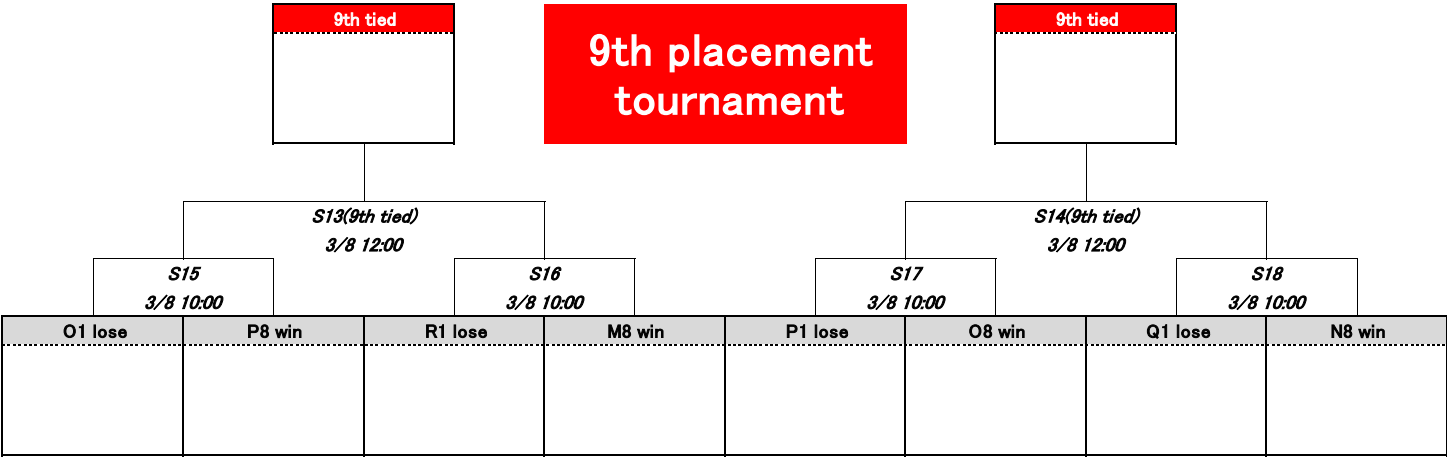 9th tied
9th placement
tournament
9th tied
S13(9th tied)
3/8 12:00
S14(9th tied)
3/8 12:00
S15
3/8 10:00
S16
3/8 10:00
S17
3/8 10:00
S18
3/8 10:00
O1 lose
P8 win
R1 lose
M8 win
P1 lose
O8 win
Q1 lose
N8 win